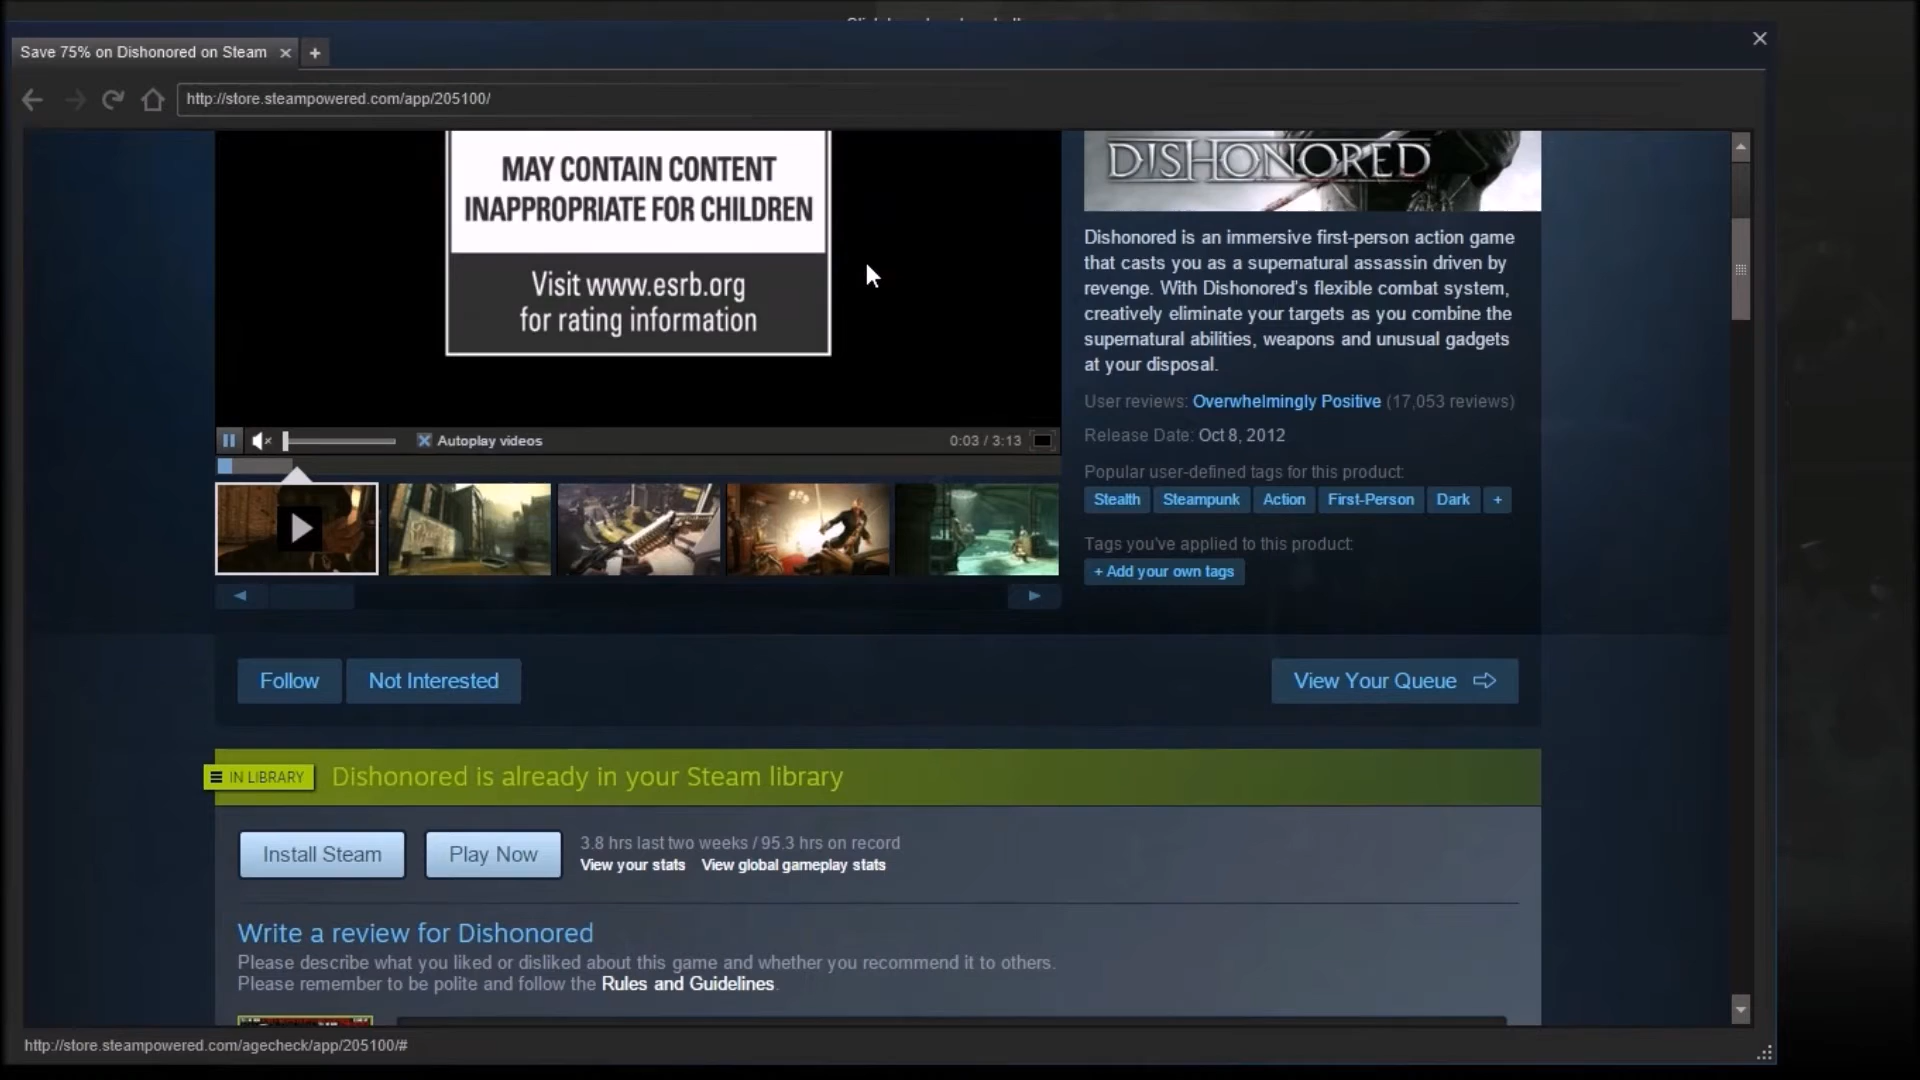 Save 75% on Dishonored on Steam
http://store.steampowered.com/app/205100/
MAY CONTAIN CONTENT
INAPPROPRIATE FOR CHILDREN
Visit www.esrb.org
for rating information
Autoplay videos
0:03 / 3:13
DISHONORED
Dishonored is an immersive first-person action game
that casts you as a supernatural assassin driven by
revenge. With Dishonored's flexible combat system,
creatively eliminate your targets as you combine the
supernatural abilities, weapons and unusual gadgets
at your disposal.
User reviews: Overwhelmingly Positive (17,053 reviews)
Release Date: Oct 8, 2012
Popular user-defined tags for this product:
Stealth Steampunk Action First-Person Dark +
Tags you've applied to this product:
+ Add your own tags
Follow Not Interested View Your Queue
IN LIBRARY Dishonored is already in your Steam library
Install Steam Play Now
3.8 hrs last two weeks / 95.3 hrs on record
View your stats View global gameplay stats
Write a review for Dishonored
Please describe what you liked or disliked about this game and whether you recommend it to others.
Please remember to be polite and follow the Rules and Guidelines.
http://store.steampowered.com/agecheck/app/205100/#